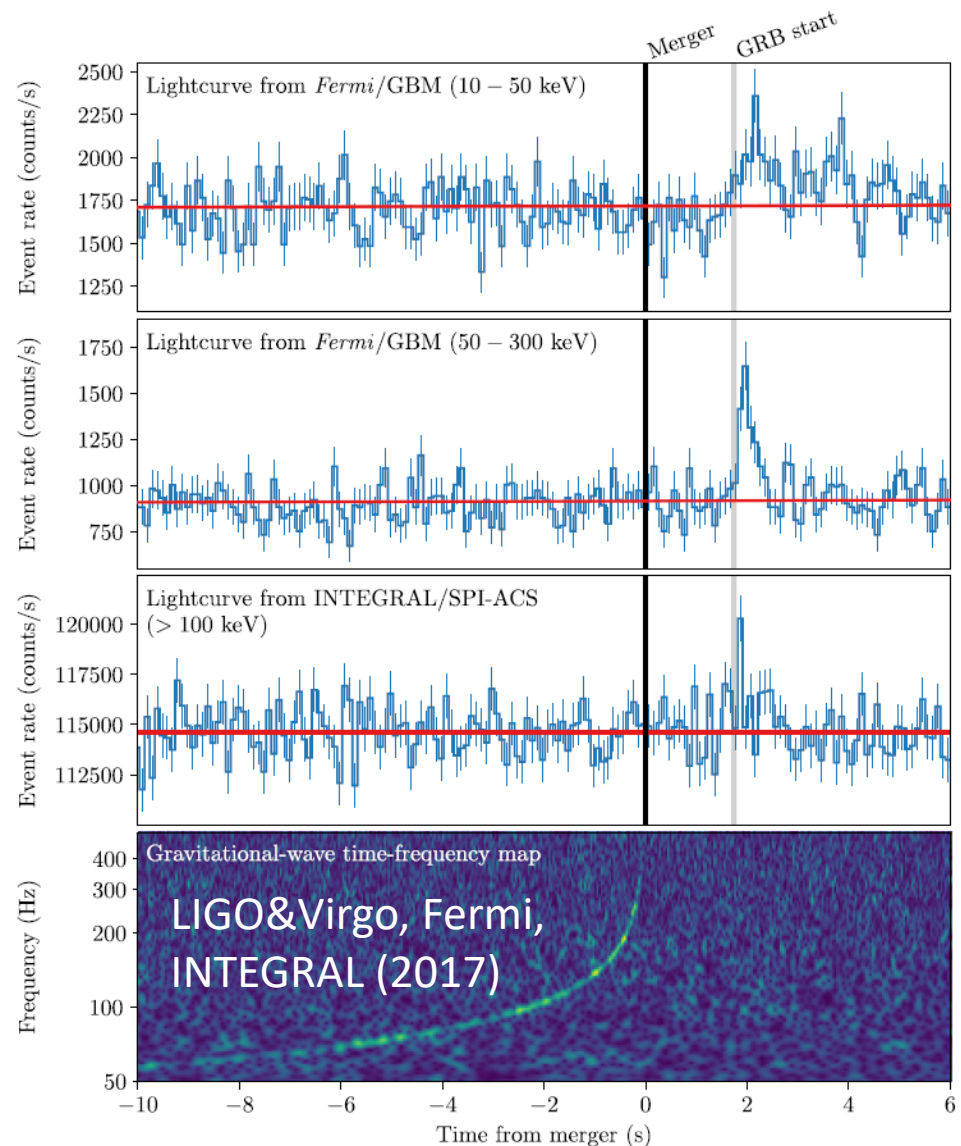 Merger
GRB start
Lightcurve from Fermi/GBM (10 − 50 keV)
Event rate (counts/s)
2500
2250
2000
1750
1500
1250
Lightcurve from Fermi/GBM (50 − 300 keV)
Event rate (counts/s)
1750
1500
1250
1000
750
Lightcurve from INTEGRAL/SPI-ACS
(> 100 keV)
Event rate (counts/s)
120000
117500
115000
112500
Gravitational-wave time-frequency map
LIGO&Virgo, Fermi,
INTEGRAL (2017)
Frequency (Hz)
400
300
200
100
50
−10 −8 −6 −4 −2 0 2 4 6
Time from merger (s)